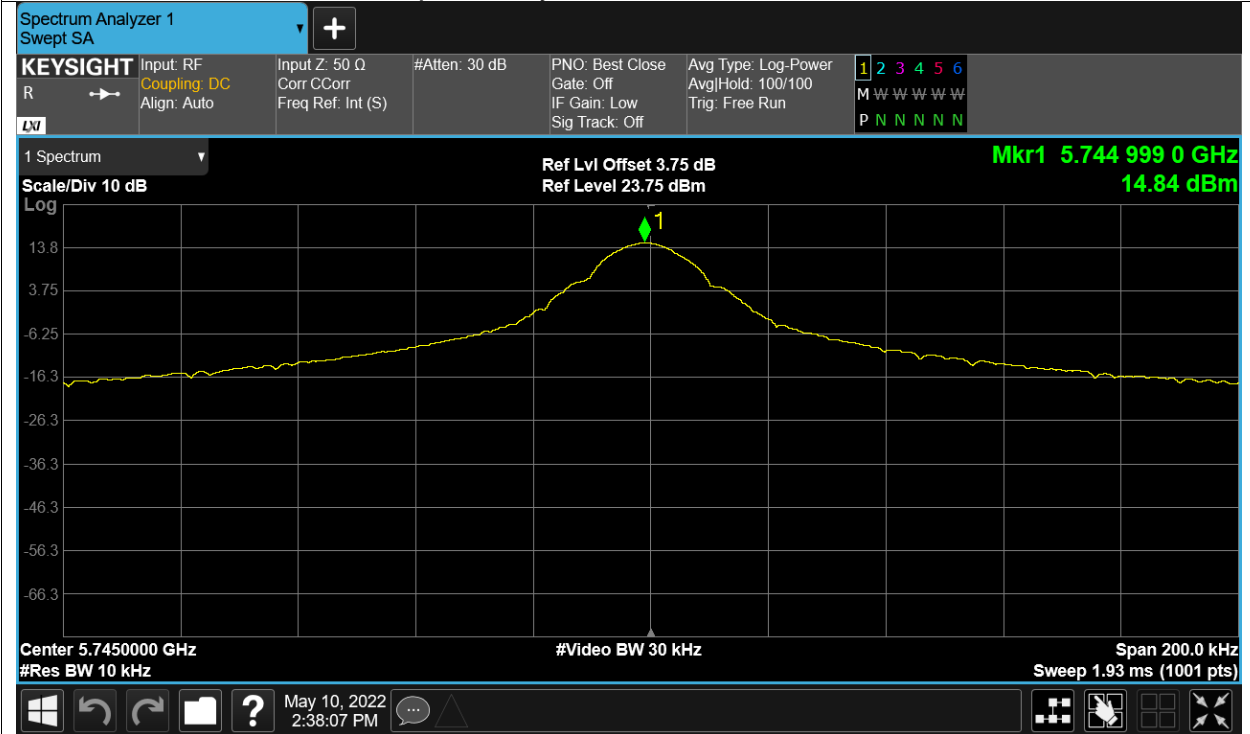 Spectrum Analyzer 1
Swept SA
+
KEYSIGHT
R
LXI
Input: RF
Coupling: DC
Align: Auto
Input Z: 50 Ω
Corr CCorr
Freq Ref: Int (S)
#Atten: 30 dB
PNO: Best Close
Gate: Off
IF Gain: Low
Sig Track: Off
Avg Type: Log-Power
Avg|Hold: 100/100
Trig: Free Run
1 2 3 4 5 6
M W W W W W
P N N N N N
1 Spectrum
Scale/Div 10 dB
Log
Ref Lvl Offset 3.75 dB
Ref Level 23.75 dBm
Mkr1 5.744 999 0 GHz
14.84 dBm
1
13.8
3.75
-6.25
-16.3
-26.3
-36.3
-46.3
-56.3
-66.3
Center 5.7450000 GHz
#Res BW 10 kHz
#Video BW 30 kHz
Span 200.0 kHz
Sweep 1.93 ms (1001 pts)
?
May 10, 2022
2:38:07 PM